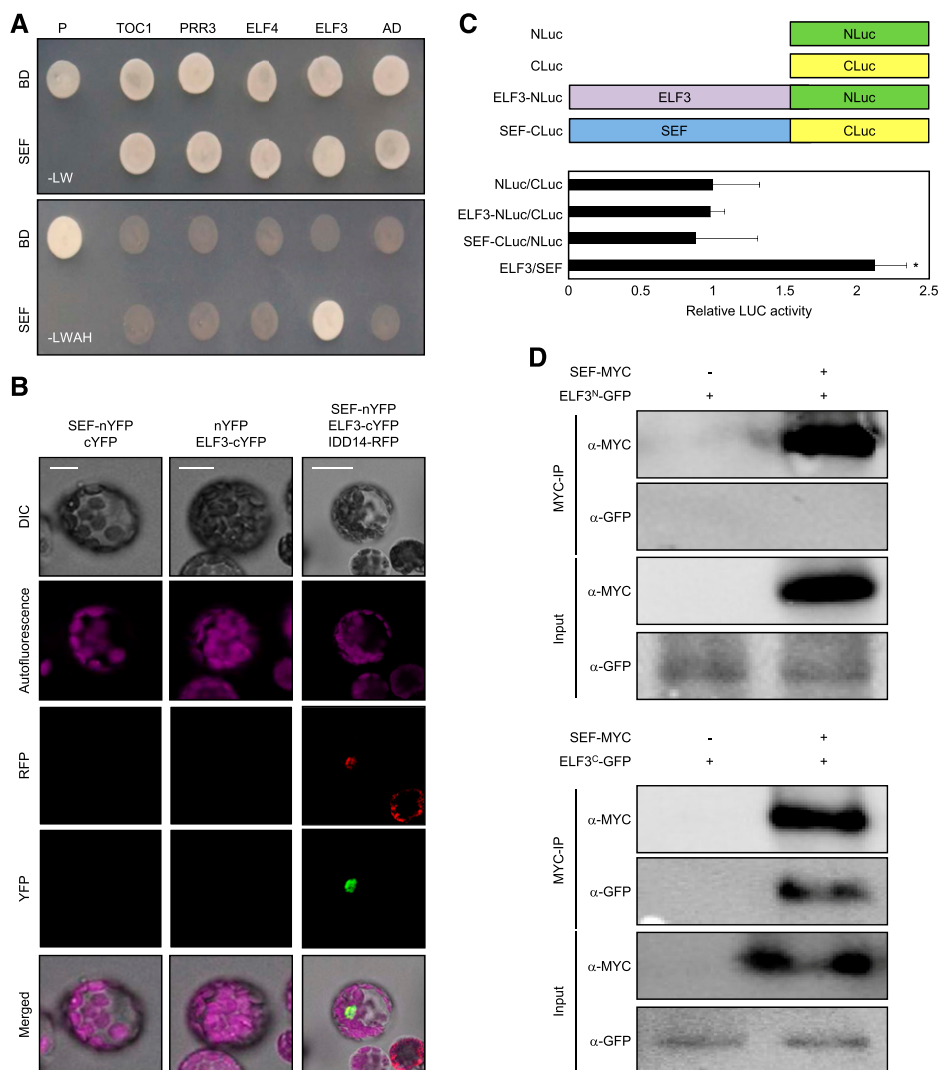 A
P TOC1 PRR3 ELF4 ELF3 AD
BD
SEF
-LW
BD
SEF
-LWAH
B
SEF-nYFP
cYFP
nYFP
ELF3-cYFP
SEF-nYFP
ELF3-cYFP
IDD14-RFP
DIC
Autofluorescence
RFP
YFP
Merged
C
NLuc NLuc
CLuc CLuc
ELF3-NLuc ELF3 NLuc
SEF-CLuc SEF CLuc
NLuc/CLuc
ELF3-NLuc/CLuc
SEF-CLuc/NLuc
ELF3/SEF *
0 0.5 1 1.5 2 2.5
Relative LUC activity
D
SEF-MYC - +
ELF3ᴺ-GFP + +
MYC-IP
α-MYC
α-GFP
Input
α-MYC
α-GFP
SEF-MYC - +
ELF3ᶜ-GFP + +
MYC-IP
α-MYC
α-GFP
Input
α-MYC
α-GFP